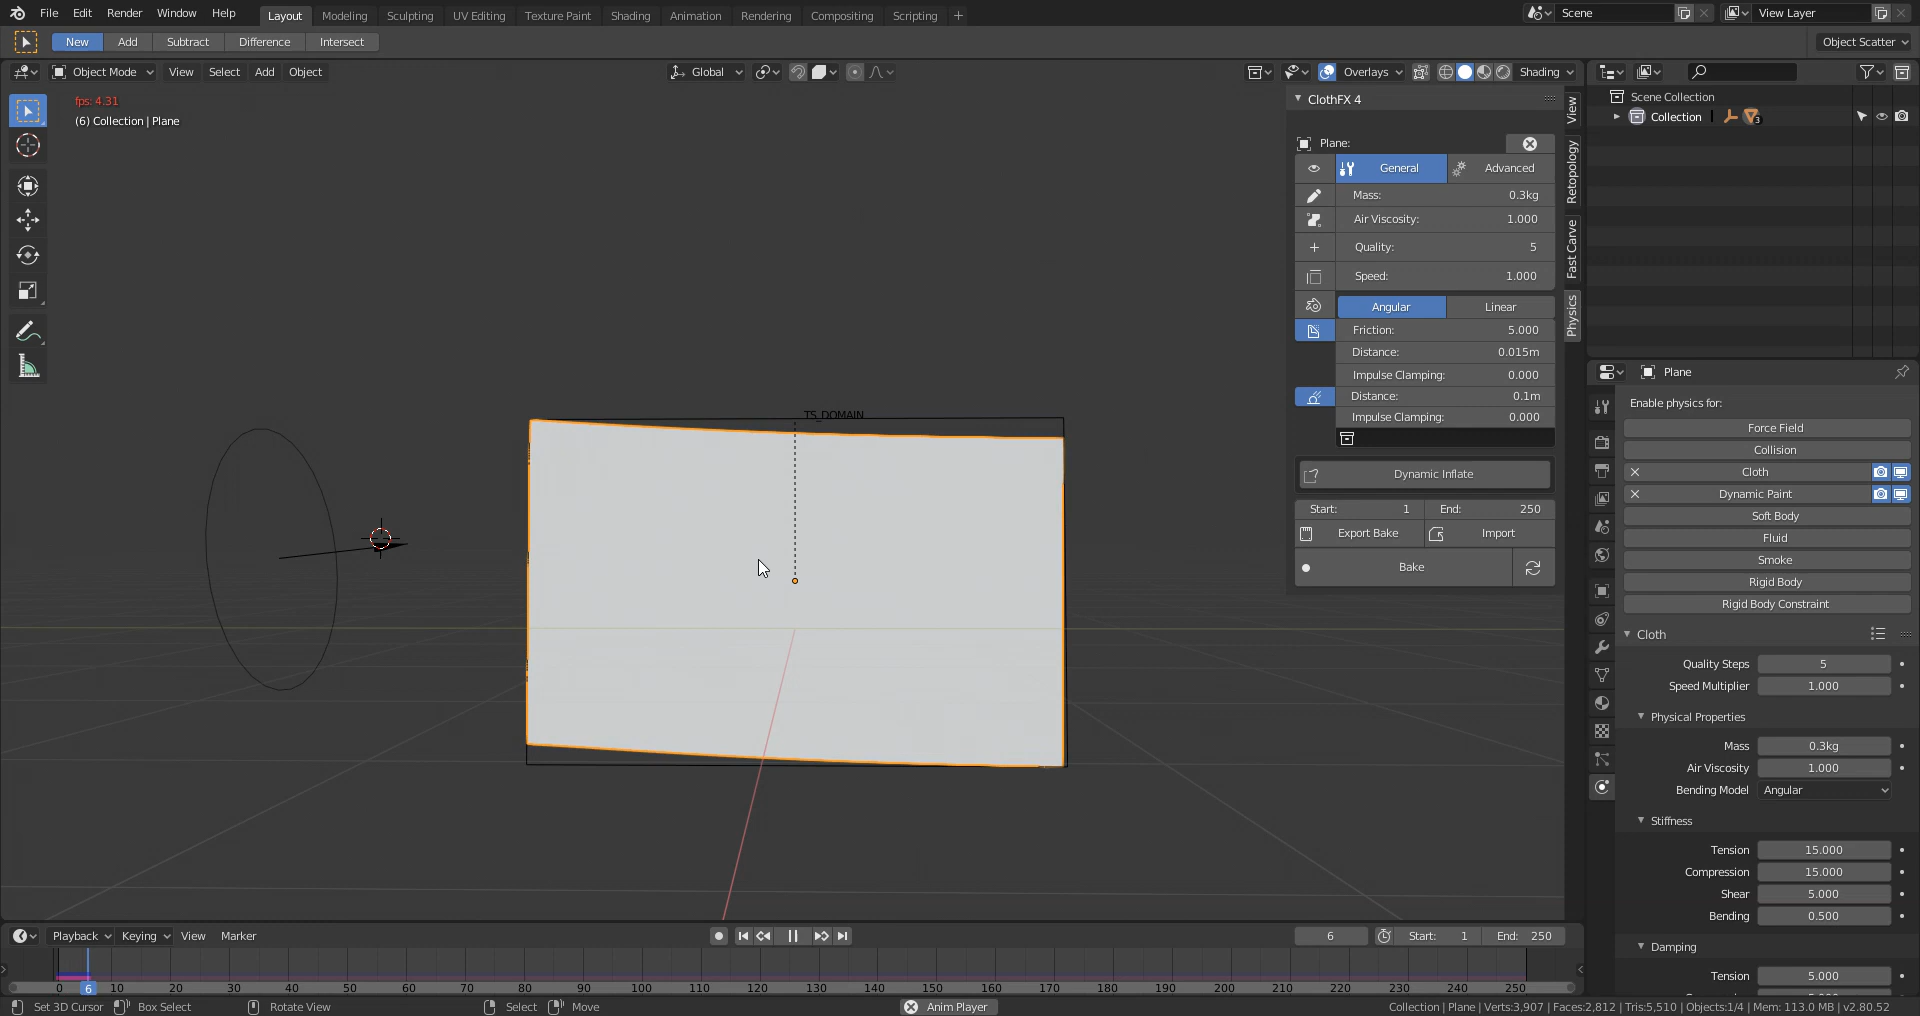 File Edit Render Window Help Layout Modeling Sculpting UV Editing Texture Paint Shading Animation Rendering Compositing Scripting + Scene View Layer
New Add Subtract Difference Intersect Object Scatter
Object Mode View Select Add Object Global Overlays Shading
fps: 4.31
(6) Collection | Plane
ClothFX 4
Plane:
General Advanced
Mass: 0.3kg
Air Viscosity: 1.000
Quality: 5
Speed: 1.000
Angular Linear
Friction: 5.000
Distance: 0.015m
Impulse Clamping: 0.000
Distance: 0.1m
Impulse Clamping: 0.000
Dynamic Inflate
Start: 1 End: 250
Export Bake Import
Bake
View
Retopology
Fast Carve
Physics
TS_DOMAIN
Scene Collection
Collection 3
Plane
Enable physics for:
Force Field
Collision
Cloth
Dynamic Paint
Soft Body
Fluid
Smoke
Rigid Body
Rigid Body Constraint
Cloth
Quality Steps 5
Speed Multiplier 1.000
Physical Properties
Mass 0.3kg
Air Viscosity 1.000
Bending Model Angular
Stiffness
Tension 15.000
Compression 15.000
Shear 5.000
Bending 0.500
Damping
Tension 5.000
Playback Keying View Marker 6 Start: 1 End: 250
0 6 10 20 30 40 50 60 70 80 90 100 110 120 130 140 150 160 170 180 190 200 210 220 230 240 250
Set 3D Cursor Box Select Rotate View Select Move Anim Player Collection | Plane | Verts:3,907 | Faces:2,812 | Tris:5,510 | Objects:1/4 | Mem: 113.0 MB | v2.80.52